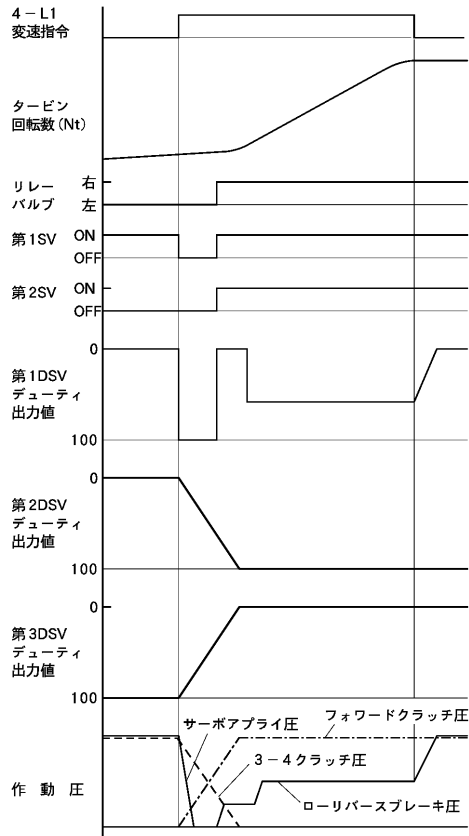 4－L1
変速指令
タービン
回転数(Nt)
リレー
バルブ
右
左
第1SV
ON
OFF
第2SV
ON
OFF
第1DSV
デューティ
出力値
0
100
第2DSV
デューティ
出力値
0
100
第3DSV
デューティ
出力値
0
100
作動圧
サーボアプライ圧
フォワードクラッチ圧
3－4クラッチ圧
ローリバースブレーキ圧